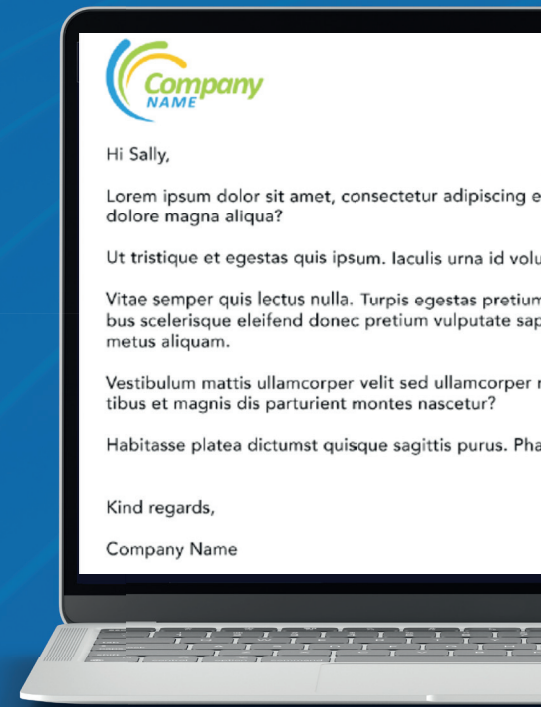 Company
NAME
Hi Sally,
Lorem ipsum dolor sit amet, consectetur adipiscing e
dolore magna aliqua?
Ut tristique et egestas quis ipsum. Iaculis urna id volu
Vitae semper quis lectus nulla. Turpis egestas pretium
bus scelerisque eleifend donec pretium vulputate sap
metus aliquam.
Vestibulum mattis ullamcorper velit sed ullamcorper
tibus et magnis dis parturient montes nascetur?
Habitasse platea dictumst quisque sagittis purus. Pha
Kind regards,
Company Name